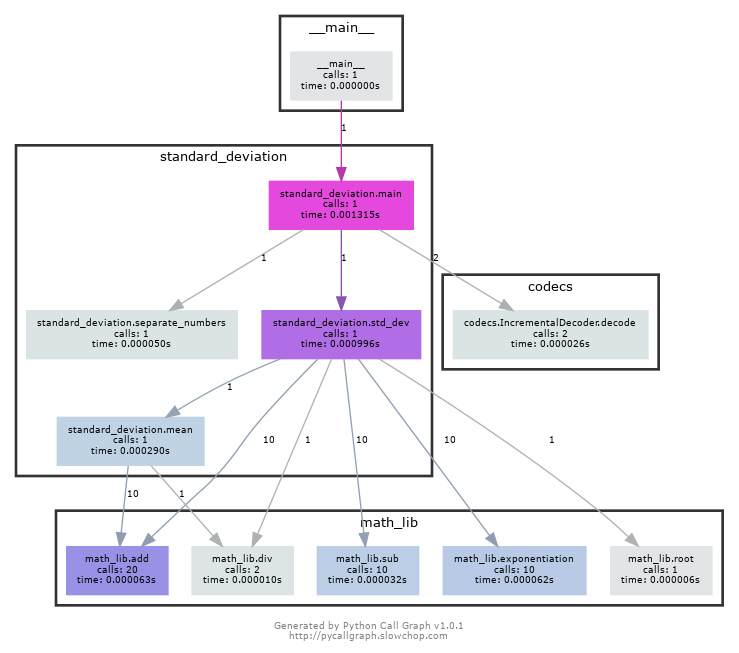 __main__
__main__
calls: 1
time: 0.000000s
1
standard_deviation
standard_deviation.main
calls: 1
time: 0.001315s
1
1
2
codecs
standard_deviation.separate_numbers
calls: 1
time: 0.000050s
standard_deviation.std_dev
calls: 1
time: 0.000996s
codecs.IncrementalDecoder.decode
calls: 2
time: 0.000026s
1
standard_deviation.mean
calls: 1
time: 0.000290s
10
1
10
10
1
10
1
math_lib
math_lib.add
calls: 20
time: 0.000063s
math_lib.div
calls: 2
time: 0.000010s
math_lib.sub
calls: 10
time: 0.000032s
math_lib.exponentiation
calls: 10
time: 0.000062s
math_lib.root
calls: 1
time: 0.000006s
Generated by Python Call Graph v1.0.1
http://pycallgraph.slowchop.com